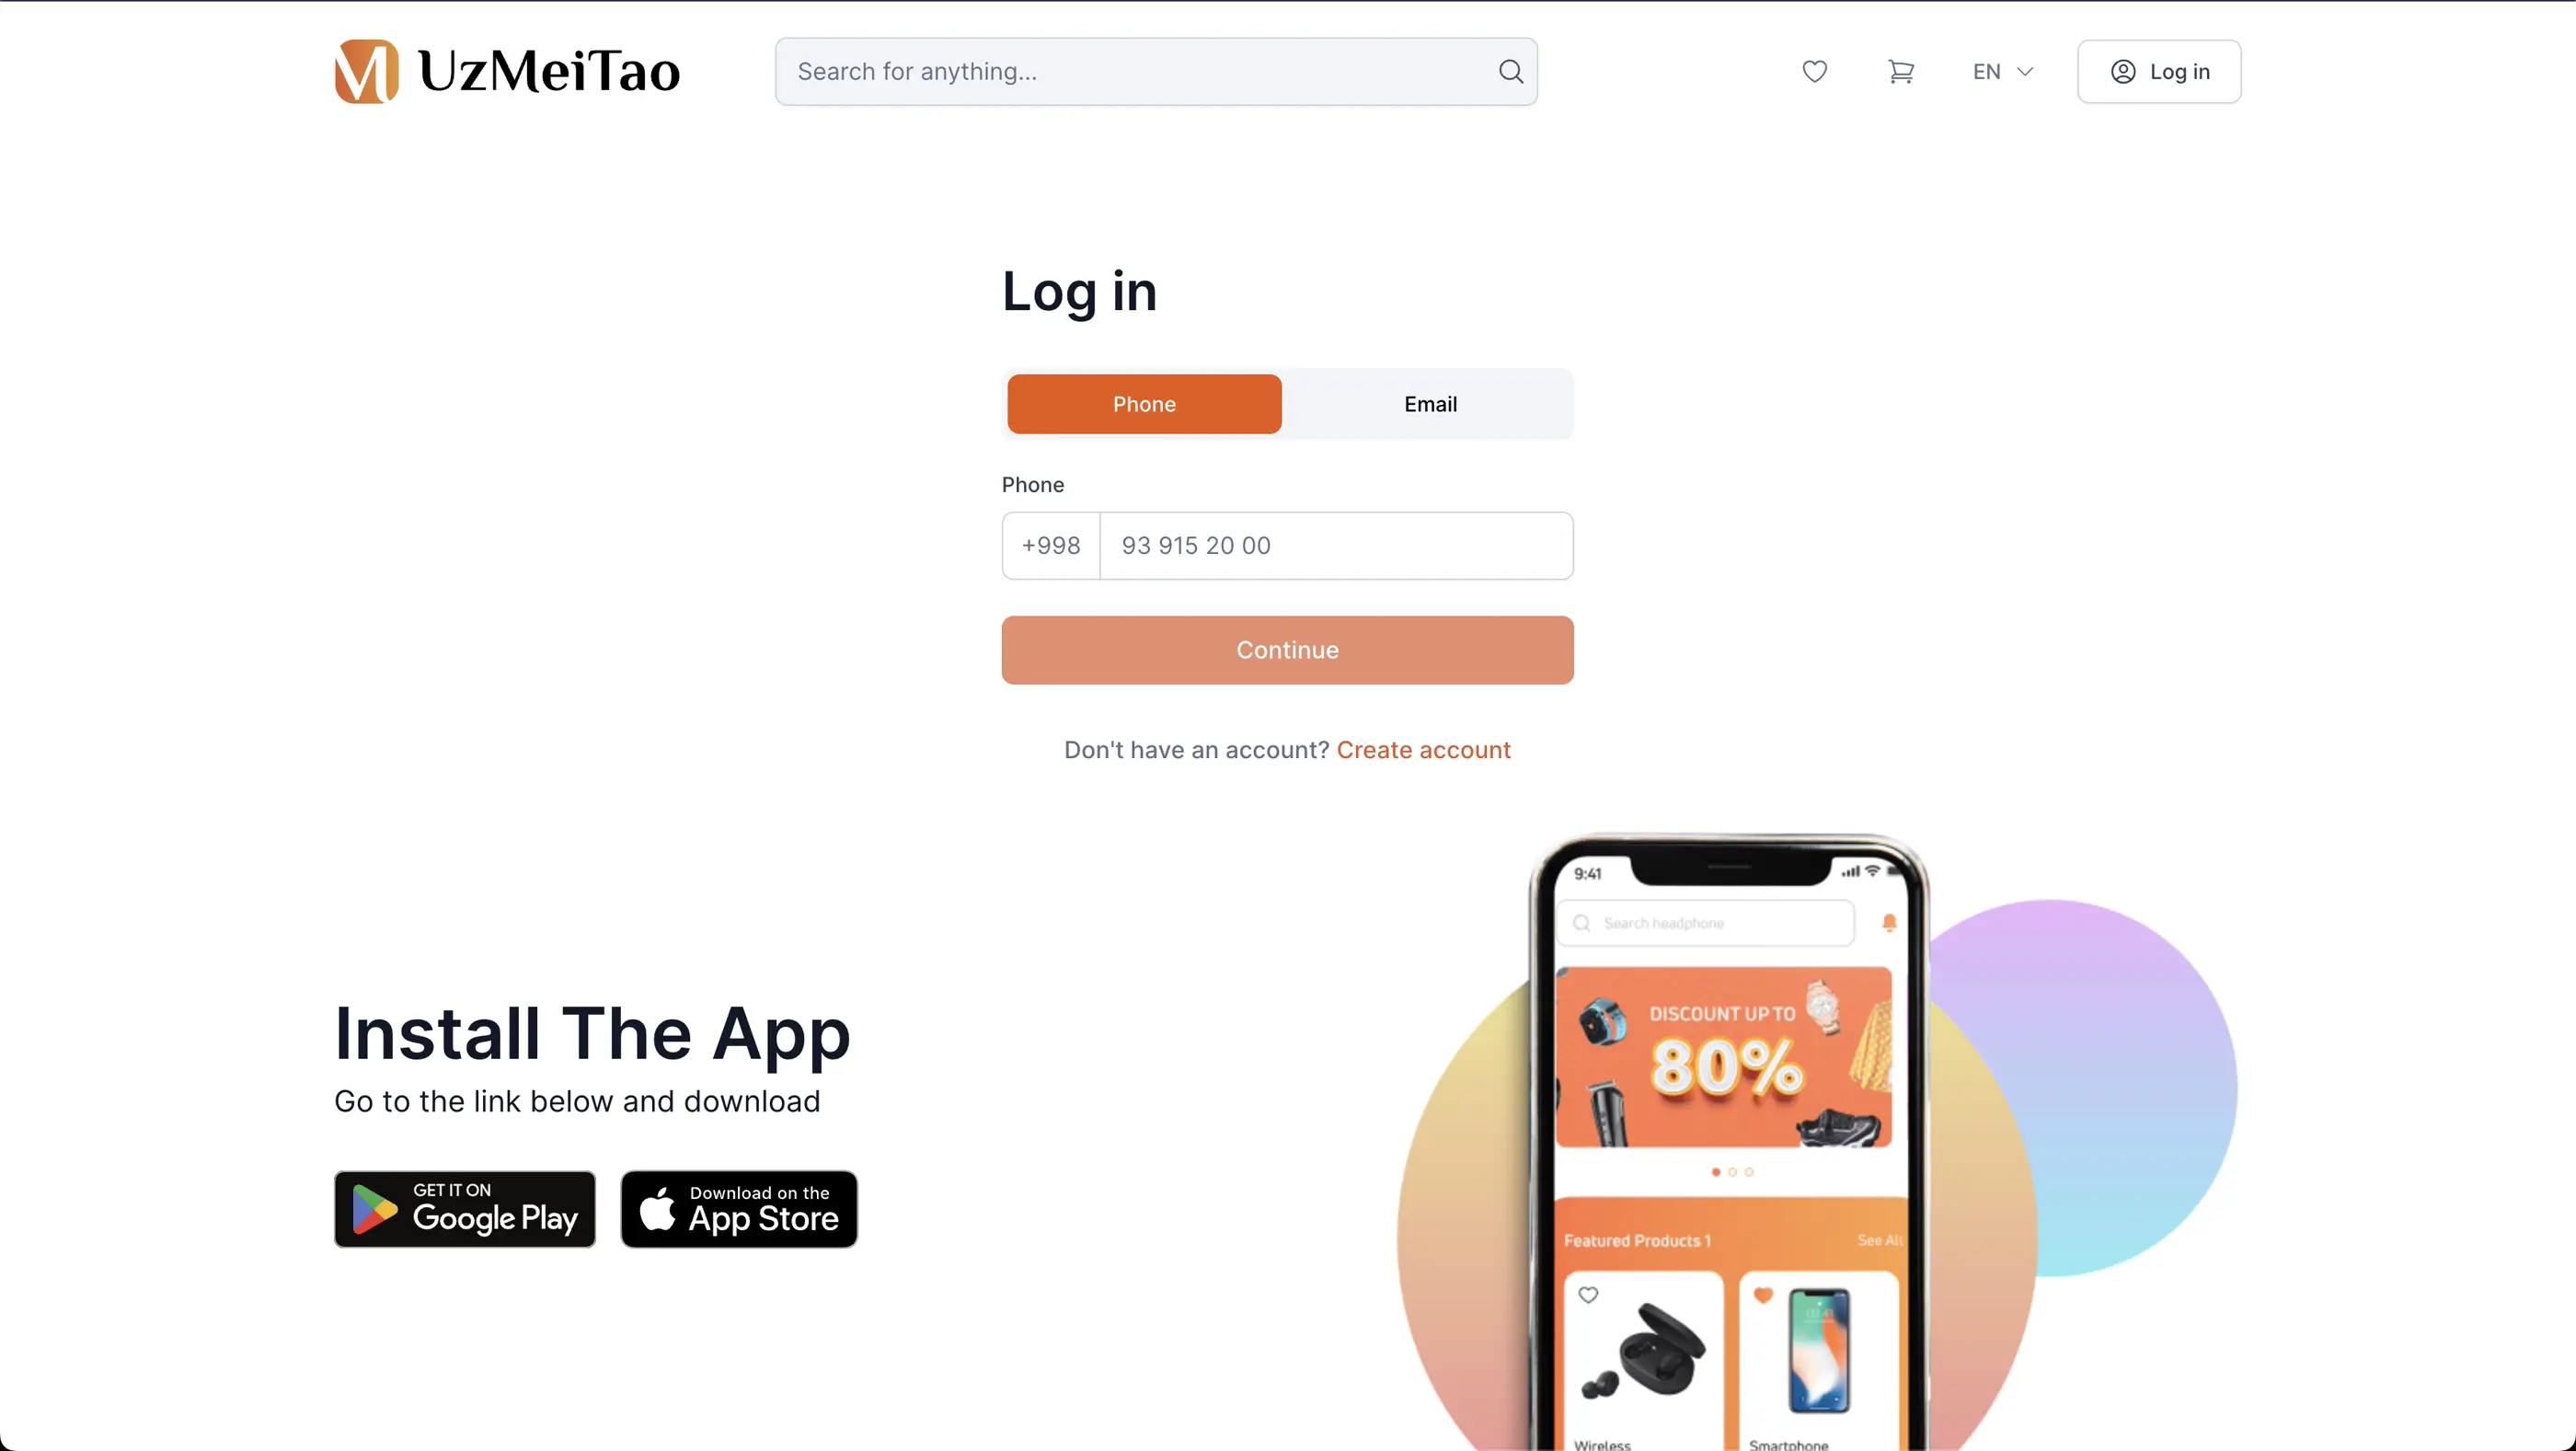 UzMeiTao
Search for anything...
EN
Log in
Log in
Phone
Email
Phone
+998
93 915 20 00
Continue
Don't have an account? Create account
9:41
Search headphone
DISCOUNT UP TO
80%
Install The App
Go to the link below and download
GET IT ON
Google Play
Download on the
App Store
Featured Products 1
See All
Wireless
Smartphone